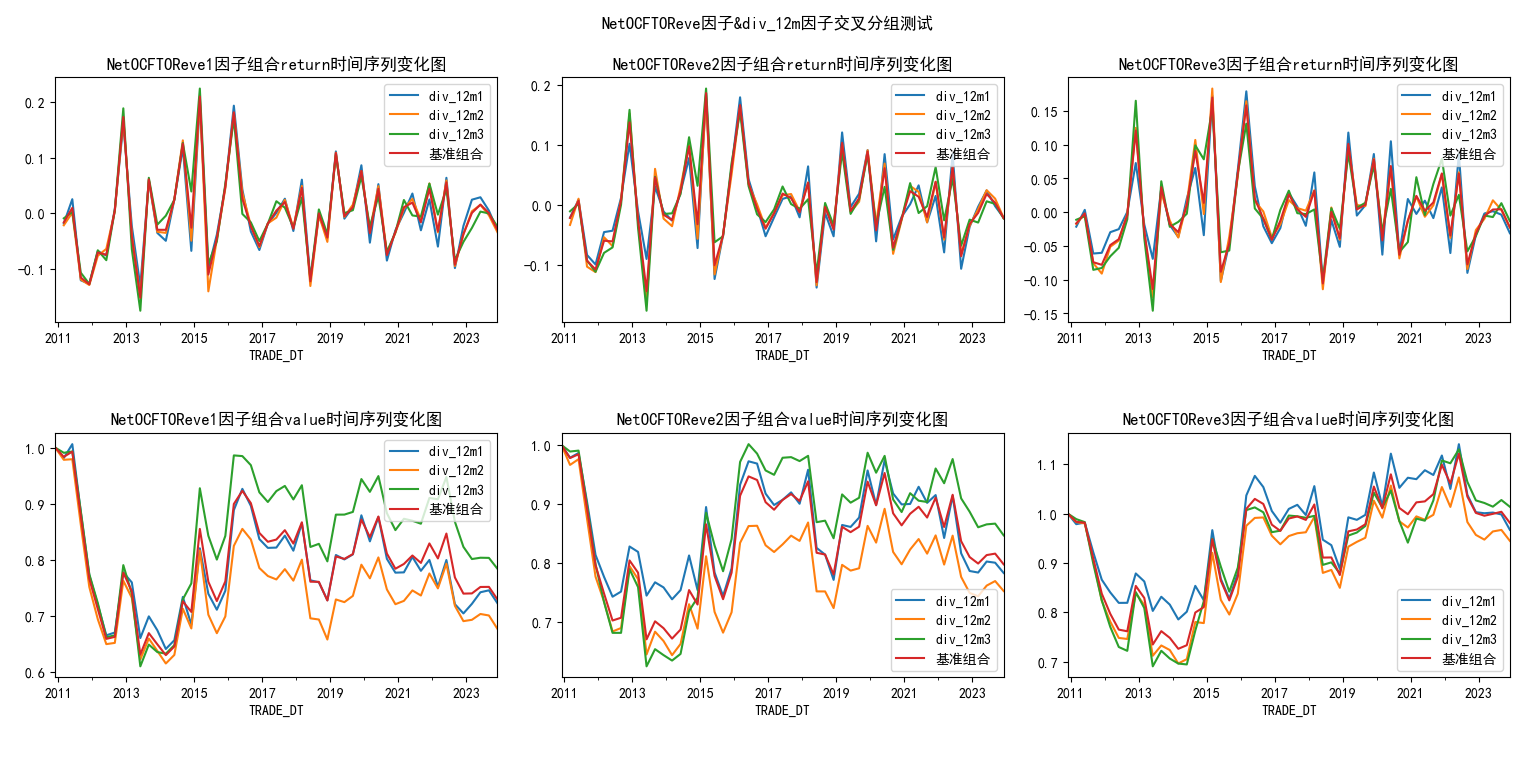 NetOCFTOReve因子&div_12m因子交叉分组测试
NetOCFTOReve1因子组合return时间序列变化图
0.2
0.1
0.0
−0.1
div_12m1
div_12m2
div_12m3
基准组合
2011 2013 2015 2017 2019 2021 2023
TRADE_DT
NetOCFTOReve2因子组合return时间序列变化图
0.2
0.1
0.0
−0.1
div_12m1
div_12m2
div_12m3
基准组合
2011 2013 2015 2017 2019 2021 2023
TRADE_DT
NetOCFTOReve3因子组合return时间序列变化图
0.15
0.10
0.05
0.00
−0.05
−0.10
−0.15
div_12m1
div_12m2
div_12m3
基准组合
2011 2013 2015 2017 2019 2021 2023
TRADE_DT
NetOCFTOReve1因子组合value时间序列变化图
1.0
0.9
0.8
0.7
0.6
div_12m1
div_12m2
div_12m3
基准组合
2011 2013 2015 2017 2019 2021 2023
TRADE_DT
NetOCFTOReve2因子组合value时间序列变化图
1.0
0.9
0.8
0.7
div_12m1
div_12m2
div_12m3
基准组合
2011 2013 2015 2017 2019 2021 2023
TRADE_DT
NetOCFTOReve3因子组合value时间序列变化图
1.1
1.0
0.9
0.8
0.7
div_12m1
div_12m2
div_12m3
基准组合
2011 2013 2015 2017 2019 2021 2023
TRADE_DT